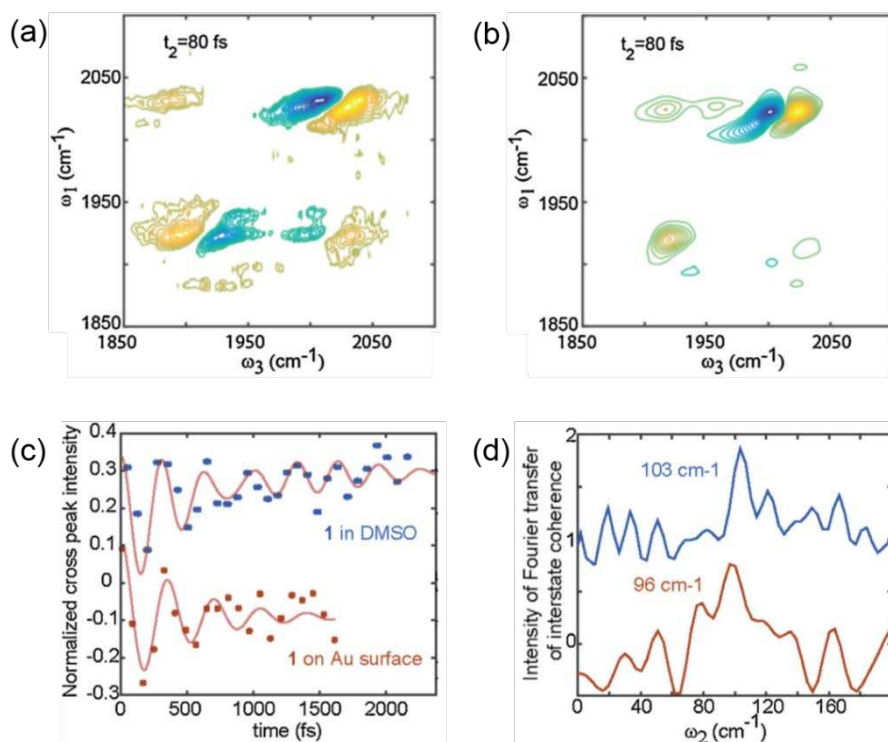 (a)
t₂=80 fs
2050
1950
1850
ω₁ (cm⁻¹)
1850 1950 2050
ω₃ (cm⁻¹)
(b)
t₂=80 fs
2050
1950
1850
ω₁ (cm⁻¹)
1850 1950 2050
ω₃ (cm⁻¹)
(c)
Normalized cross peak intensity
0.4
0.3
0.2
0.1
0
-0.1
-0.2
-0.3
1 in DMSO
1 on Au surface
0 500 1000 1500 2000
time (fs)
(d)
Intensity of Fourier transfer
of interstate coherence
2
1
0
103 cm-1
96 cm-1
0 40 80 120 160
ω₂(cm⁻¹)